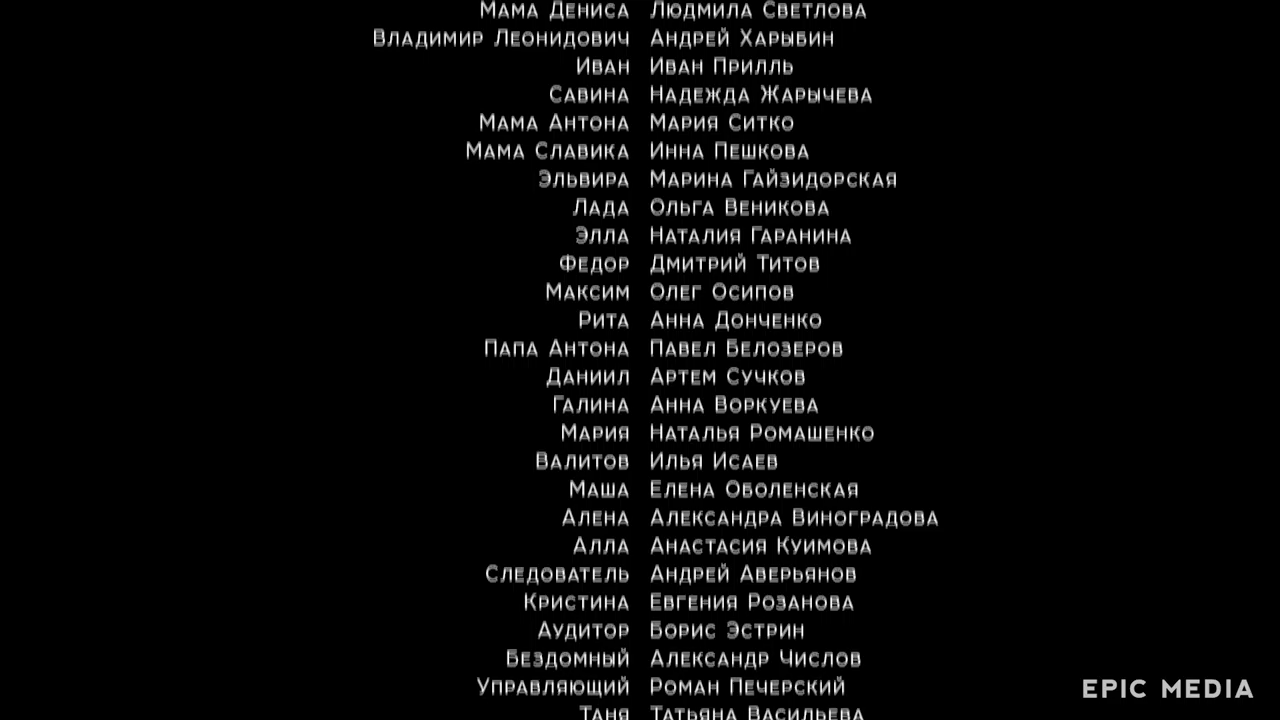 Мама Дениса Людмила Светлова
Владимир Леонидович Андрей Харыбин
Иван Иван Прилль
Савина Надежда Жарычева
Мама Антона Мария Ситко
Мама Славика Инна Пешкова
Эльвира Марина Гайзидорская
Лада Ольга Веникова
Элла Наталия Гаранина
Федор Дмитрий Титов
Максим Олег Осипов
Рита Анна Донченко
Папа Антона Павел Белозеров
Даниил Артем Сучков
Галина Анна Воркуева
Мария Наталья Ромашенко
Валитов Илья Исаев
Маша Елена Оболенская
Алена Александра Виноградова
Алла Анастасия Куимова
Следователь Андрей Аверьянов
Кристина Евгения Розанова
Аудитор Борис Эстрин
Бездомный Александр Числов
Управляющий Роман Печерский
Таня Татьяна Васильева
EPIC MEDIA